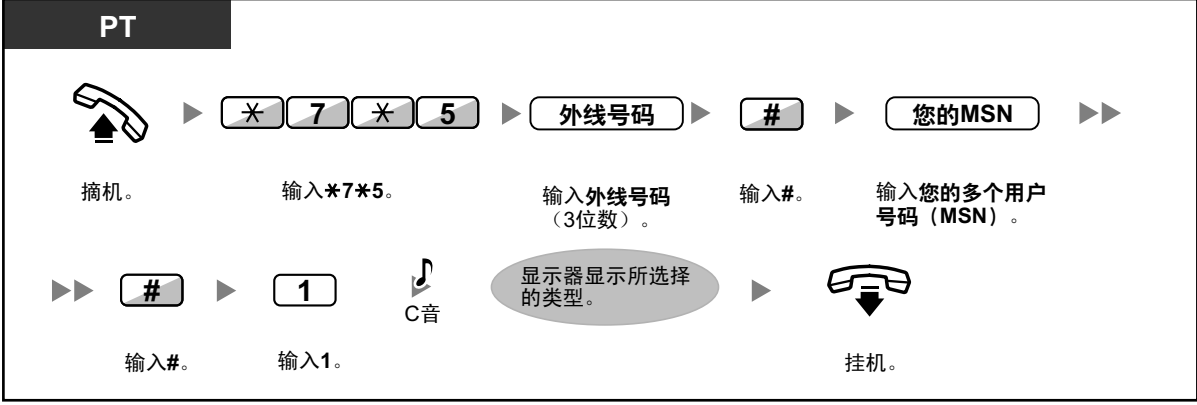 PT
✳ 7 ✳ 5 外线号码 # 您的MSN
摘机。
输入✳7✳5。
输入外线号码
（3位数）。
输入#。
输入您的多个用户
号码（MSN）。
# 1
C音
显示器显示所选择
的类型。
输入#。
输入1。
挂机。